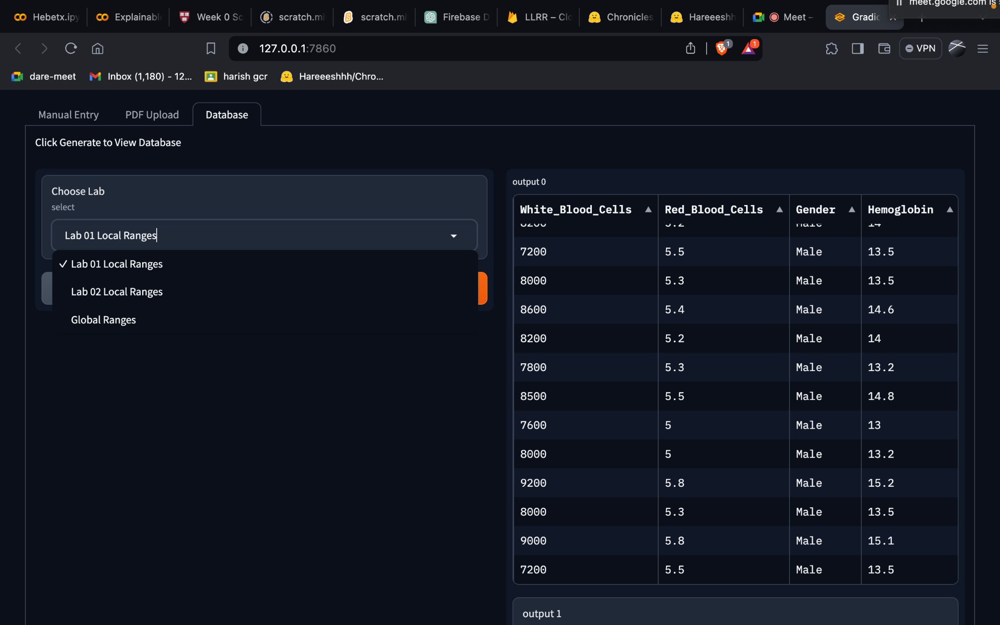 Hebetx.ipy
Explainabl
Week 0 Sc
scratch.mi
scratch.mi
Firebase D
LLRR – Clo
Chronicles
Hareeeshh
Meet –
Gradio
meet.google.com is
127.0.0.1:7860
1
1
VPN
dare-meet
Inbox (1,180) - 12...
harish gcr
Hareeeshhh/Chro...
Manual Entry
PDF Upload
Database
Click Generate to View Database
Choose Lab
select
Lab 01 Local Ranges
✓ Lab 01 Local Ranges
Lab 02 Local Ranges
Global Ranges
output 0
White_Blood_Cells ▲ Red_Blood_Cells ▲ Gender ▲ Hemoglobin ▲
8200 5.2 Male 14
7200 5.5 Male 13.5
8000 5.3 Male 13.5
8600 5.4 Male 14.6
8200 5.2 Male 14
7800 5.3 Male 13.2
8500 5.5 Male 14.8
7600 5 Male 13
8000 5 Male 13.2
9200 5.8 Male 15.2
8000 5.3 Male 13.5
9000 5.8 Male 15.1
7200 5.5 Male 13.5
output 1